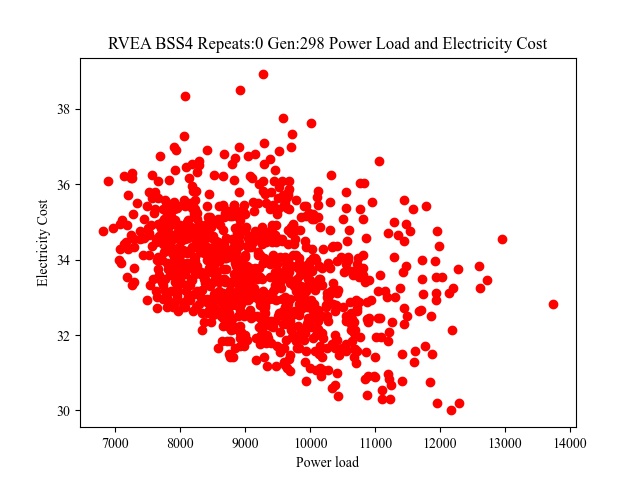 RVEA BSS4 Repeats:0 Gen:298 Power Load and Electricity Cost
Electricity Cost
38
36
34
32
30
7000 8000 9000 10000 11000 12000 13000 14000
Power load